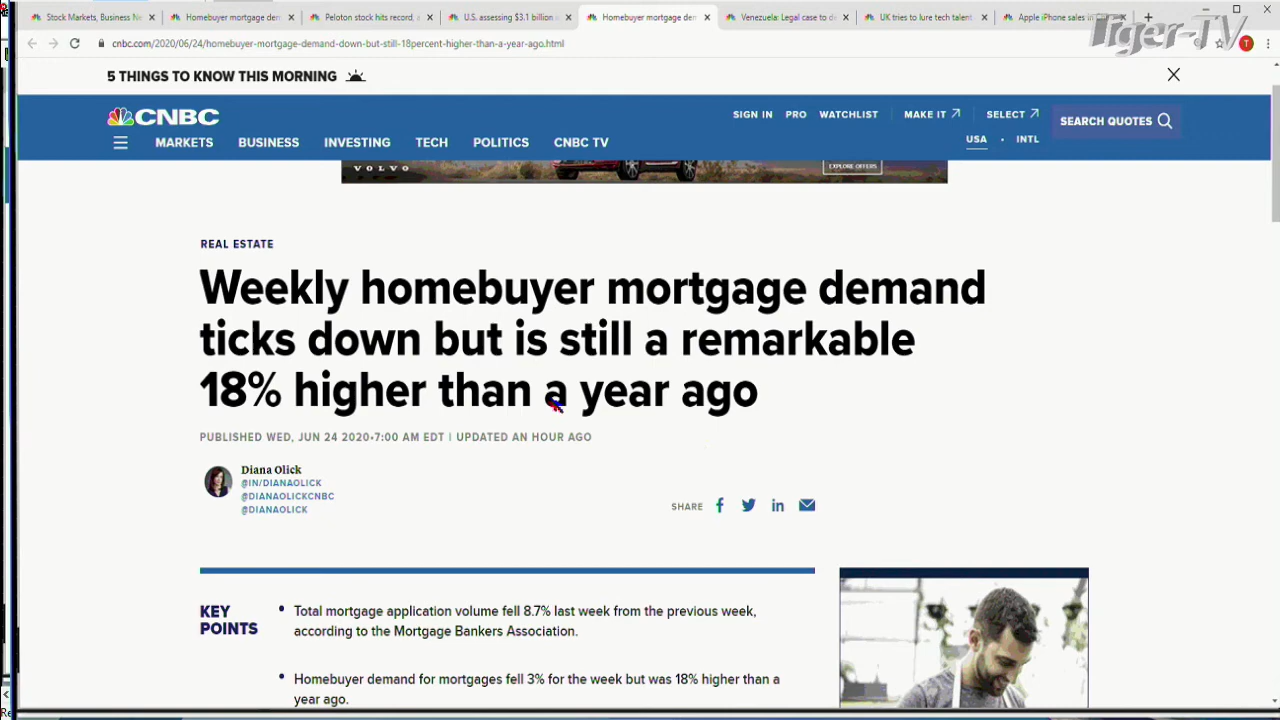 Stock Markets, Business Ne
Homebuyer mortgage den
Peloton stock hits record, a
U.S. assessing $3.1 billion
Homebuyer mortgage den
Venezuela: Legal case to d
UK tries to lure tech talent
Apple iPhone sales in
Tiger-TV
cnbc.com/2020/06/24/homebuyer-mortgage-demand-down-but-still-18percent-higher-than-a-year-ago.html
T
5 THINGS TO KNOW THIS MORNING
CNBC
SIGN IN
PRO
WATCHLIST
MAKE IT
SELECT
SEARCH QUOTES
USA
INTL
MARKETS
BUSINESS
INVESTING
TECH
POLITICS
CNBC TV
VOLVO
EXPLORE OFFERS
REAL ESTATE
Weekly homebuyer mortgage demand
ticks down but is still a remarkable
18% higher than a year ago
PUBLISHED WED, JUN 24 2020•7:00 AM EDT | UPDATED AN HOUR AGO
Diana Olick
@IN/DIANAOLICK
@DIANAOLICKCNBC
@DIANAOLICK
SHARE
KEY
POINTS
• Total mortgage application volume fell 8.7% last week from the previous week,
according to the Mortgage Bankers Association.
• Homebuyer demand for mortgages fell 3% for the week but was 18% higher than a
year ago.